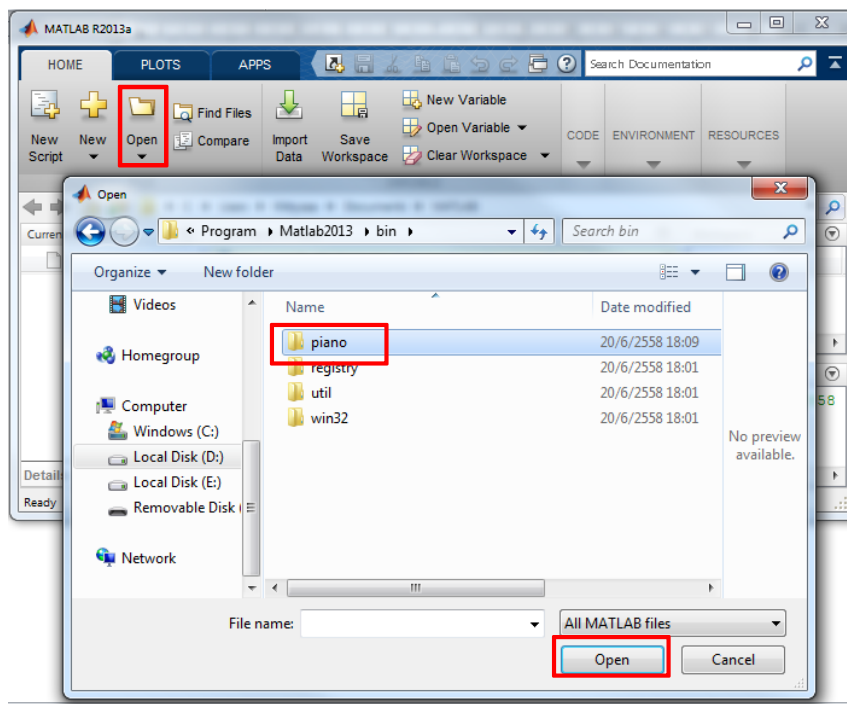 MATLAB R2013a
HOME PLOTS APPS
Search Documentation
New Script
New
Open
Find Files
Compare
Import Data
Save Workspace
New Variable
Open Variable
Clear Workspace
CODE ENVIRONMENT RESOURCES
Open
Curren
« Program Matlab2013 bin
Search bin
Organize New folder
Videos
Homegroup
Computer
Windows (C:)
Local Disk (D:)
Local Disk (E:)
Removable Disk (
Network
Name Date modified
piano 20/6/2558 18:09
registry 20/6/2558 18:01
util 20/6/2558 18:01
win32 20/6/2558 18:01
No preview available.
58
Details
Ready
File name: All MATLAB files
Open Cancel